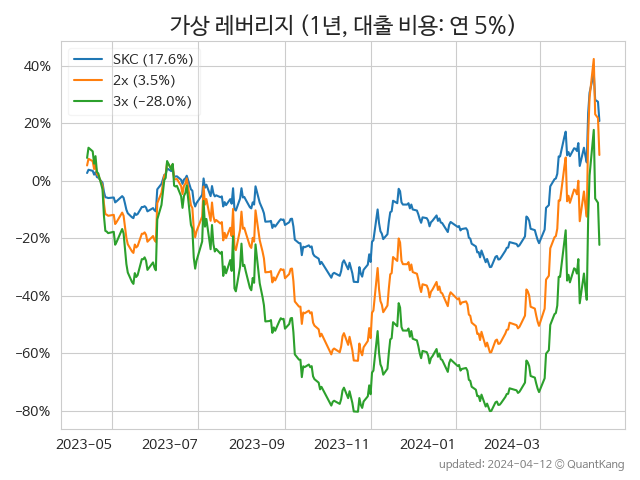 가상 레버리지 (1년, 대출 비용: 연 5%)
SKC (17.6%)
2x (3.5%)
3x (−28.0%)
40%
20%
0%
−20%
−40%
−60%
−80%
2023-05
2023-07
2023-09
2023-11
2024-01
2024-03
updated: 2024-04-12 © QuantKang